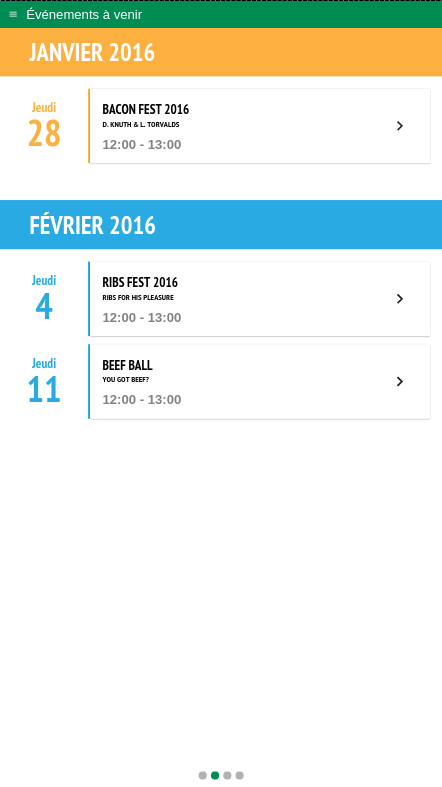 Événements à venir
JANVIER 2016
Jeudi
28
BACON FEST 2016
D. KNUTH & L. TORVALDS
12:00 - 13:00
FÉVRIER 2016
Jeudi
4
RIBS FEST 2016
RIBS FOR HIS PLEASURE
12:00 - 13:00
Jeudi
11
BEEF BALL
YOU GOT BEEF?
12:00 - 13:00